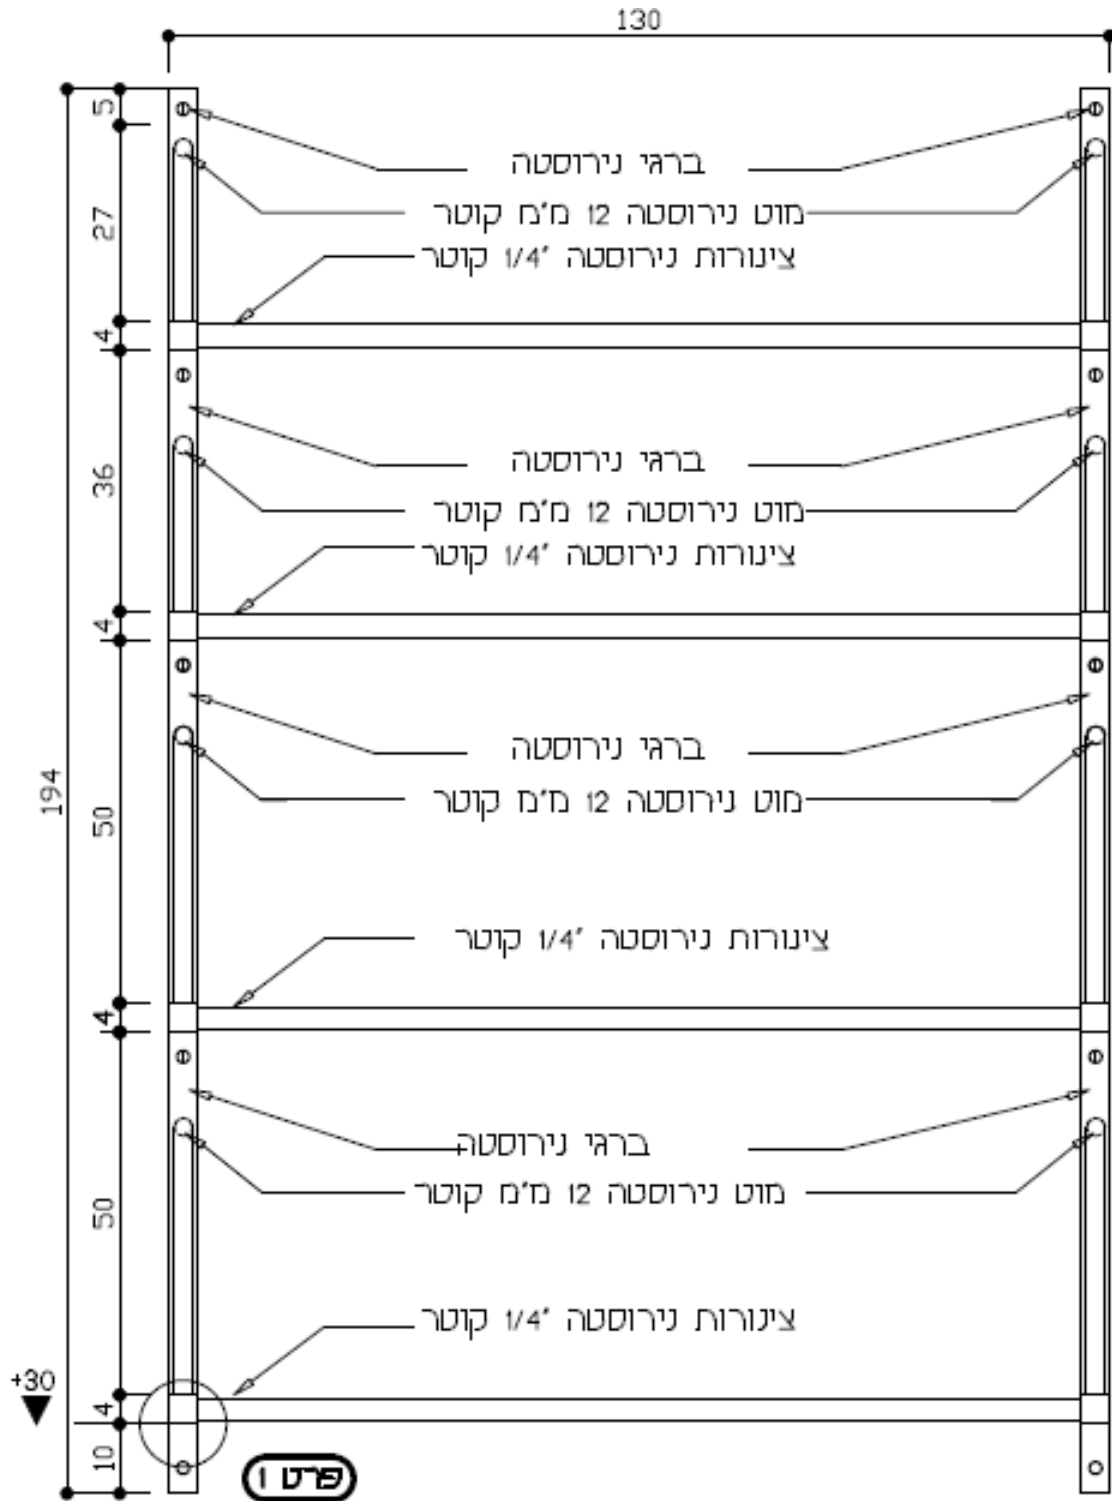 130
5
ברגי נירוסטה
מוט נירוסטה 12 מ"מ קוטר
27
צינורות נירוסטה 1/4" קוטר
4
ברגי נירוסטה
36
מוט נירוסטה 12 מ"מ קוטר
צינורות נירוסטה 1/4" קוטר
4
ברגי נירוסטה
194
מוט נירוסטה 12 מ"מ קוטר
50
צינורות נירוסטה 1/4" קוטר
4
ברגי נירוסטה
מוט נירוסטה 12 מ"מ קוטר
50
צינורות נירוסטה 1/4" קוטר
+30
4
10
פרט 1